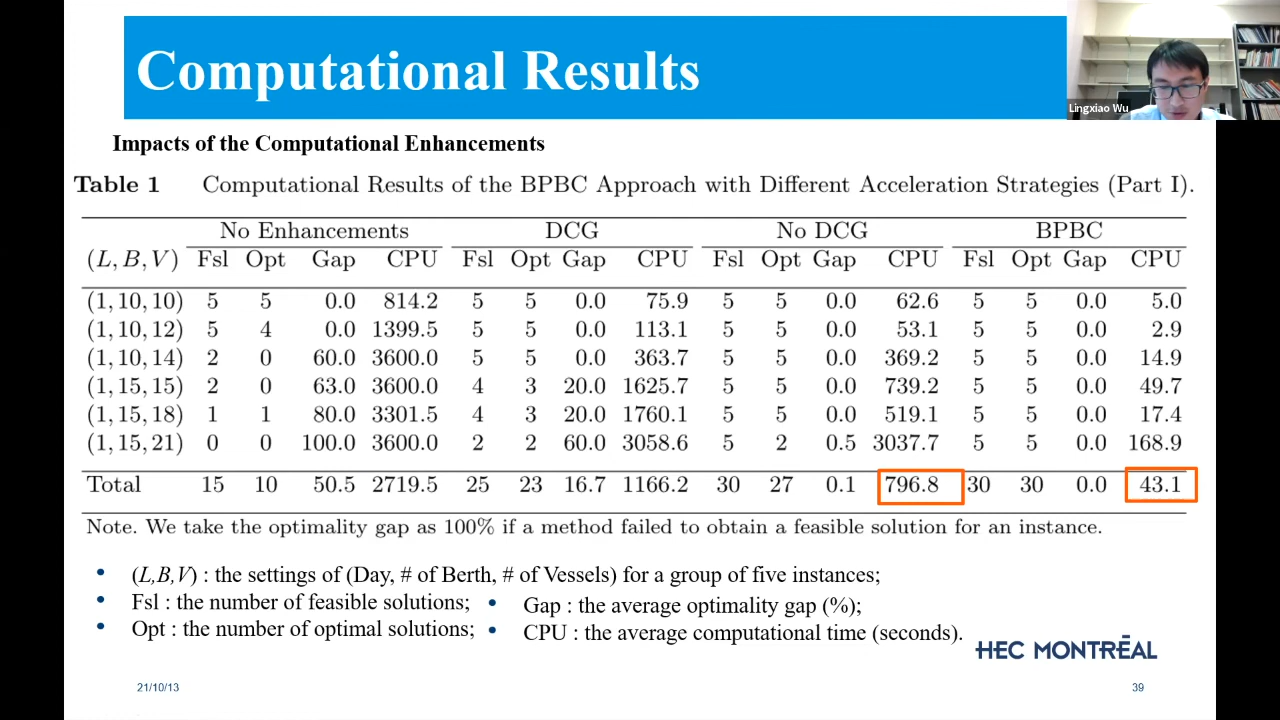 Computational Results
Lingxiao Wu
Impacts of the Computational Enhancements
Table 1 Computational Results of the BPBC Approach with Different Acceleration Strategies (Part I).
No Enhancements DCG No DCG BPBC
(L, B, V) Fsl Opt Gap CPU Fsl Opt Gap CPU Fsl Opt Gap CPU Fsl Opt Gap CPU
(1, 10, 10) 5 5 0.0 814.2 5 5 0.0 75.9 5 5 0.0 62.6 5 5 0.0 5.0
(1, 10, 12) 5 4 0.0 1399.5 5 5 0.0 113.1 5 5 0.0 53.1 5 5 0.0 2.9
(1, 10, 14) 2 0 60.0 3600.0 5 5 0.0 363.7 5 5 0.0 369.2 5 5 0.0 14.9
(1, 15, 15) 2 0 63.0 3600.0 4 3 20.0 1625.7 5 5 0.0 739.2 5 5 0.0 49.7
(1, 15, 18) 1 1 80.0 3301.5 4 3 20.0 1760.1 5 5 0.0 519.1 5 5 0.0 17.4
(1, 15, 21) 0 0 100.0 3600.0 2 2 60.0 3058.6 5 2 0.5 3037.7 5 5 0.0 168.9
Total 15 10 50.5 2719.5 25 23 16.7 1166.2 30 27 0.1 796.8 30 30 0.0 43.1
Note. We take the optimality gap as 100% if a method failed to obtain a feasible solution for an instance.
• (L,B,V) : the settings of (Day, # of Berth, # of Vessels) for a group of five instances;
• Fsl : the number of feasible solutions; • Gap : the average optimality gap (%);
• Opt : the number of optimal solutions; • CPU : the average computational time (seconds).
HEC MONTRĒAL
21/10/13
39